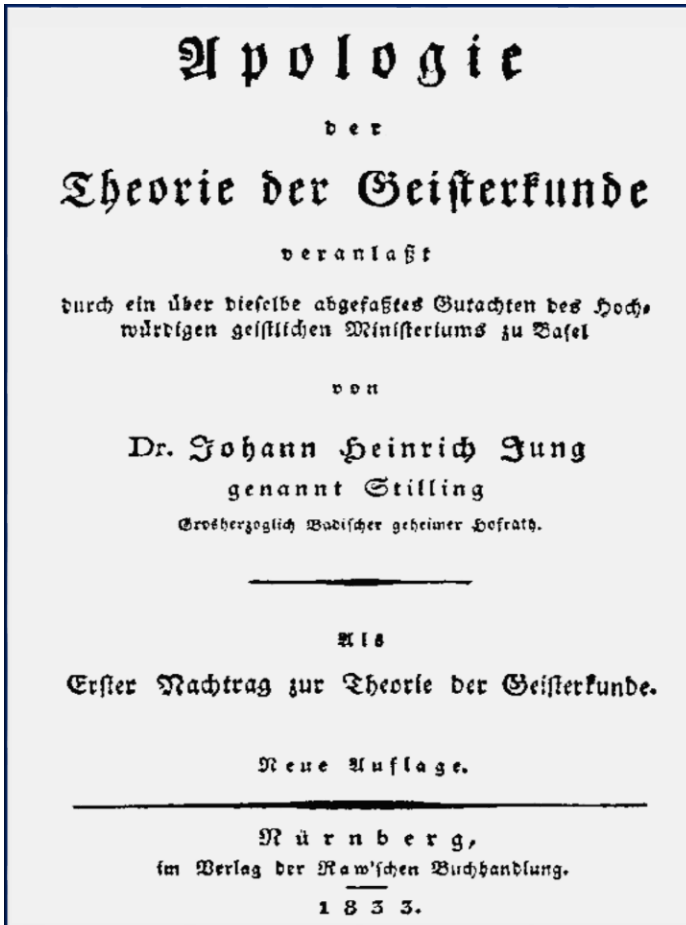 Apologie
der
Theorie der Geisterkunde
veranlaßt
durch ein über dieselbe abgefaßtes Gutachten des Hoch-
würdigen geistlichen Ministeriums zu Basel
von
Dr. Johann Heinrich Jung
genannt Stilling
Grosherzoglich Badischer geheimer Hofrath.
Als
Erster Nachtrag zur Theorie der Geisterkunde.
Neue Auflage.
Nürnberg,
im Verlag der Raw'schen Buchhandlung.
1833.